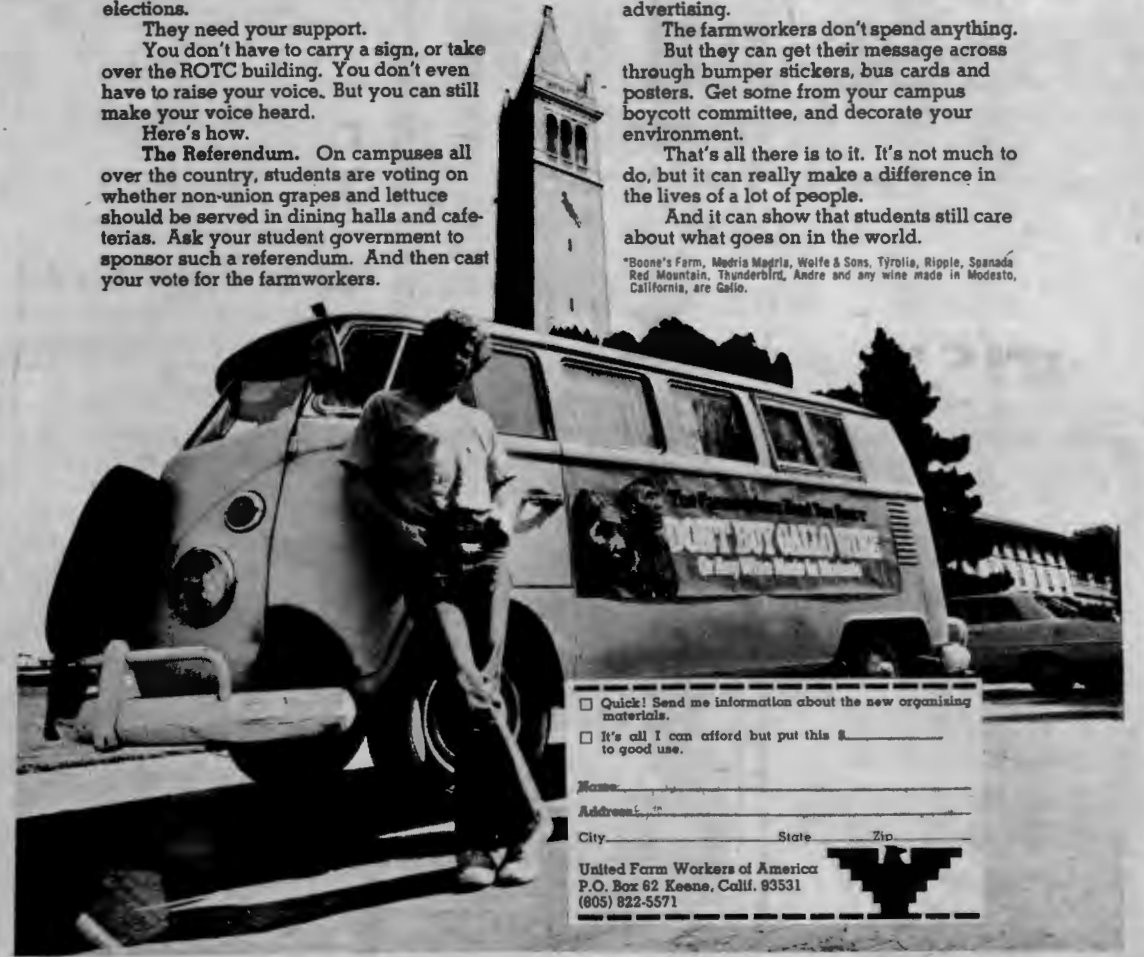 elections.
They need your support.
You don't have to carry a sign, or take
over the ROTC building. You don't even
have to raise your voice. But you can still
make your voice heard.
Here's how.
The Referendum. On campuses all
over the country, students are voting on
whether non-union grapes and lettuce
should be served in dining halls and cafe-
terias. Ask your student government to
sponsor such a referendum. And then cast
your vote for the farmworkers.
advertising.
The farmworkers don't spend anything.
But they can get their message across
through bumper stickers, bus cards and
posters. Get some from your campus
boycott committee, and decorate your
environment.
That's all there is to it. It's not much to
do, but it can really make a difference in
the lives of a lot of people.
And it can show that students still care
about what goes on in the world.
*Boone's Farm, Madria Madria, Wolfe & Sons, Tyrolia, Ripple, Spanada
Red Mountain, Thunderbird, Andre and any wine made in Modesto,
California, are Gallo.
The Farmworkers
DON'T BUY GALLO WINE
Or Any Wine Made In Modesto
Quick! Send me information about the new organizing
materials.
It's all I can afford but put this $
to good use.
Name
Address
City State Zip
United Farm Workers of America
P.O. Box 62 Keene, Calif. 93531
(805) 822-5571